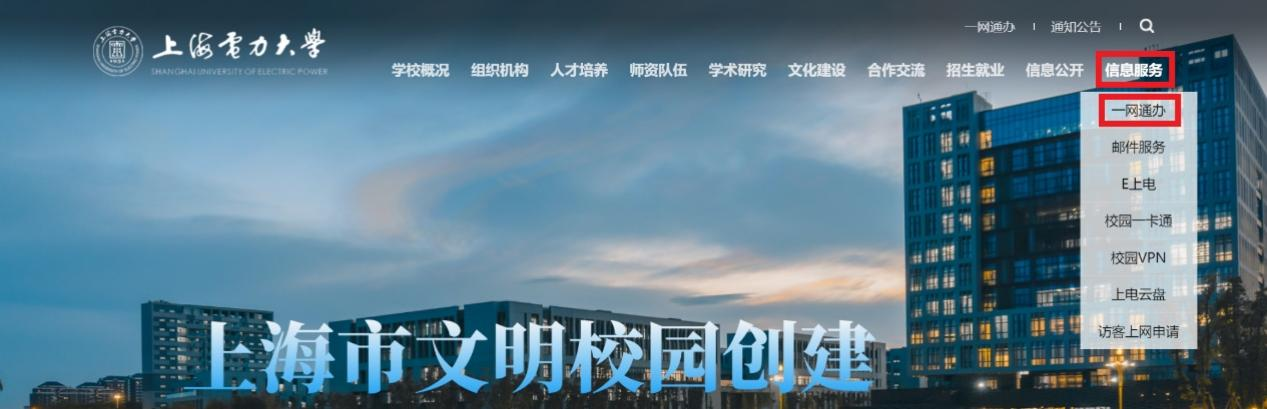 一网通办 通知公告
上海电力大学
SHANGHAI UNIVERSITY OF ELECTRIC POWER
学校概况 组织机构 人才培养 师资队伍 学术研究 文化建设 合作交流 招生就业 信息公开 信息服务
一网通办
邮件服务
E上电
校园一卡通
校园VPN
上电云盘
访客上网申请
上海市文明校园创建